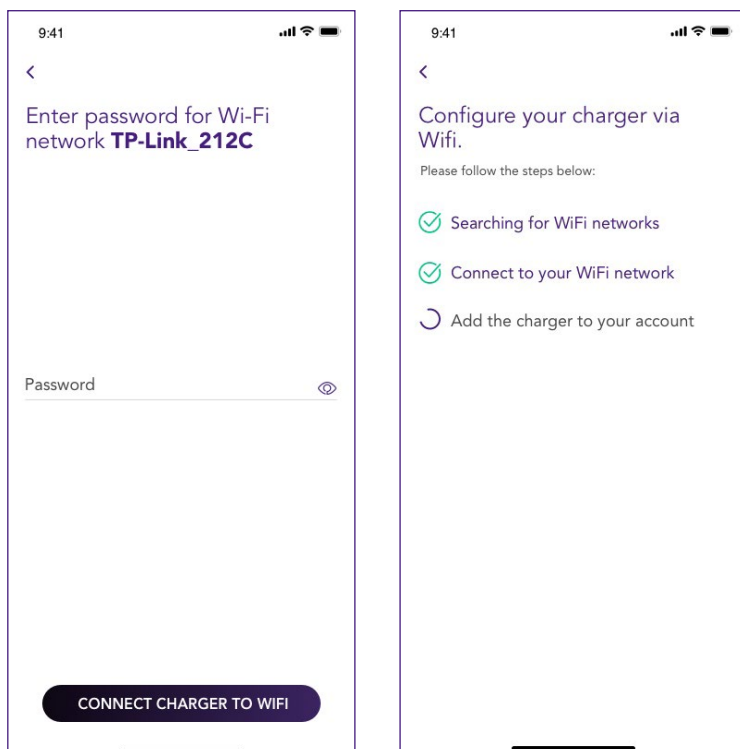 9:41
Enter password for Wi-Fi
network TP-Link_212C
Password
CONNECT CHARGER TO WIFI
9:41
Configure your charger via
Wifi.
Please follow the steps below:
Searching for WiFi networks
Connect to your WiFi network
Add the charger to your account